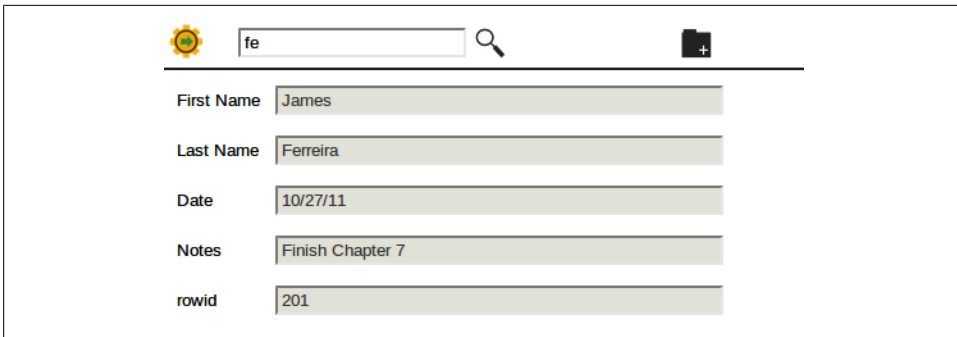 fe
First Name James
Last Name Ferreira
Date 10/27/11
Notes Finish Chapter 7
rowid 201